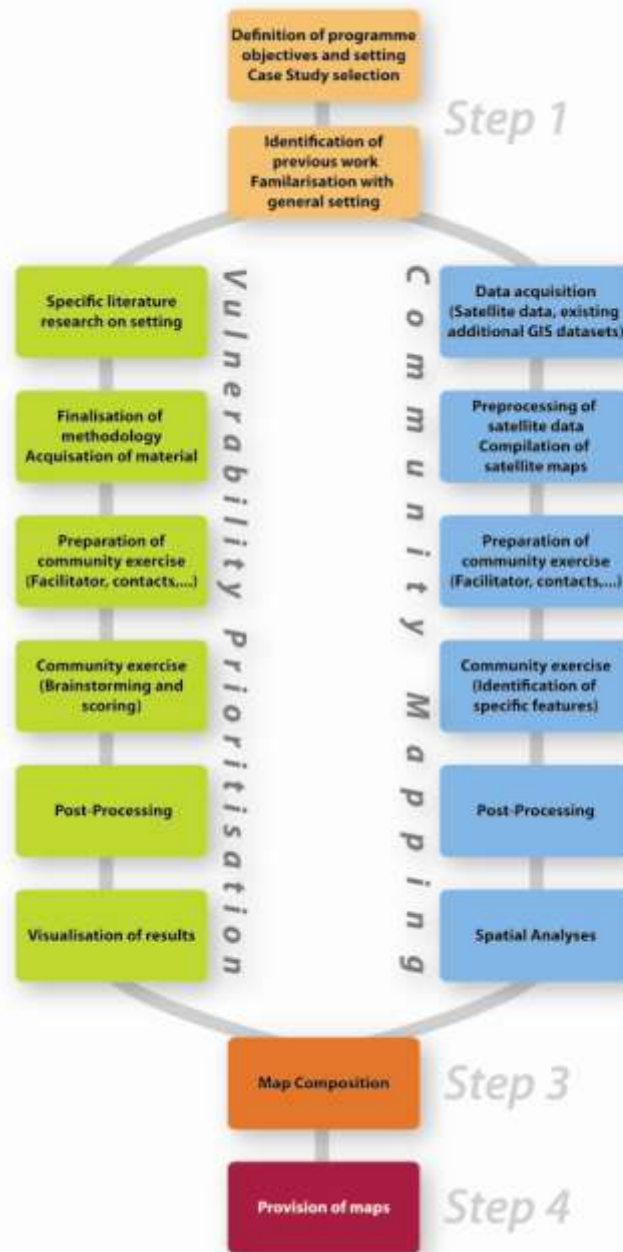 Definition of programme
objectives and setting
Case Study selection
Step 1
Identification of
previous work
Familarisation with
general setting
Vulnerability Prioritisation
Specific literature
research on setting
Finalisation of
methodology
Acquisation of material
Preparation of
community exercise
(Facilitator, contacts,...)
Community exercise
(Brainstorming and
scoring)
Post-Processing
Visualisation of results
Community Mapping
Data acquisition
(Satellite data, existing
additional GIS datasets)
Preprocessing of
satellite data
Compilation of
satellite maps
Preparation of
community exercise
(Facilitator, contacts,...)
Community exercise
(Identification of
specific features)
Post-Processing
Spatial Analyses
Map Composition
Step 3
Provision of maps
Step 4